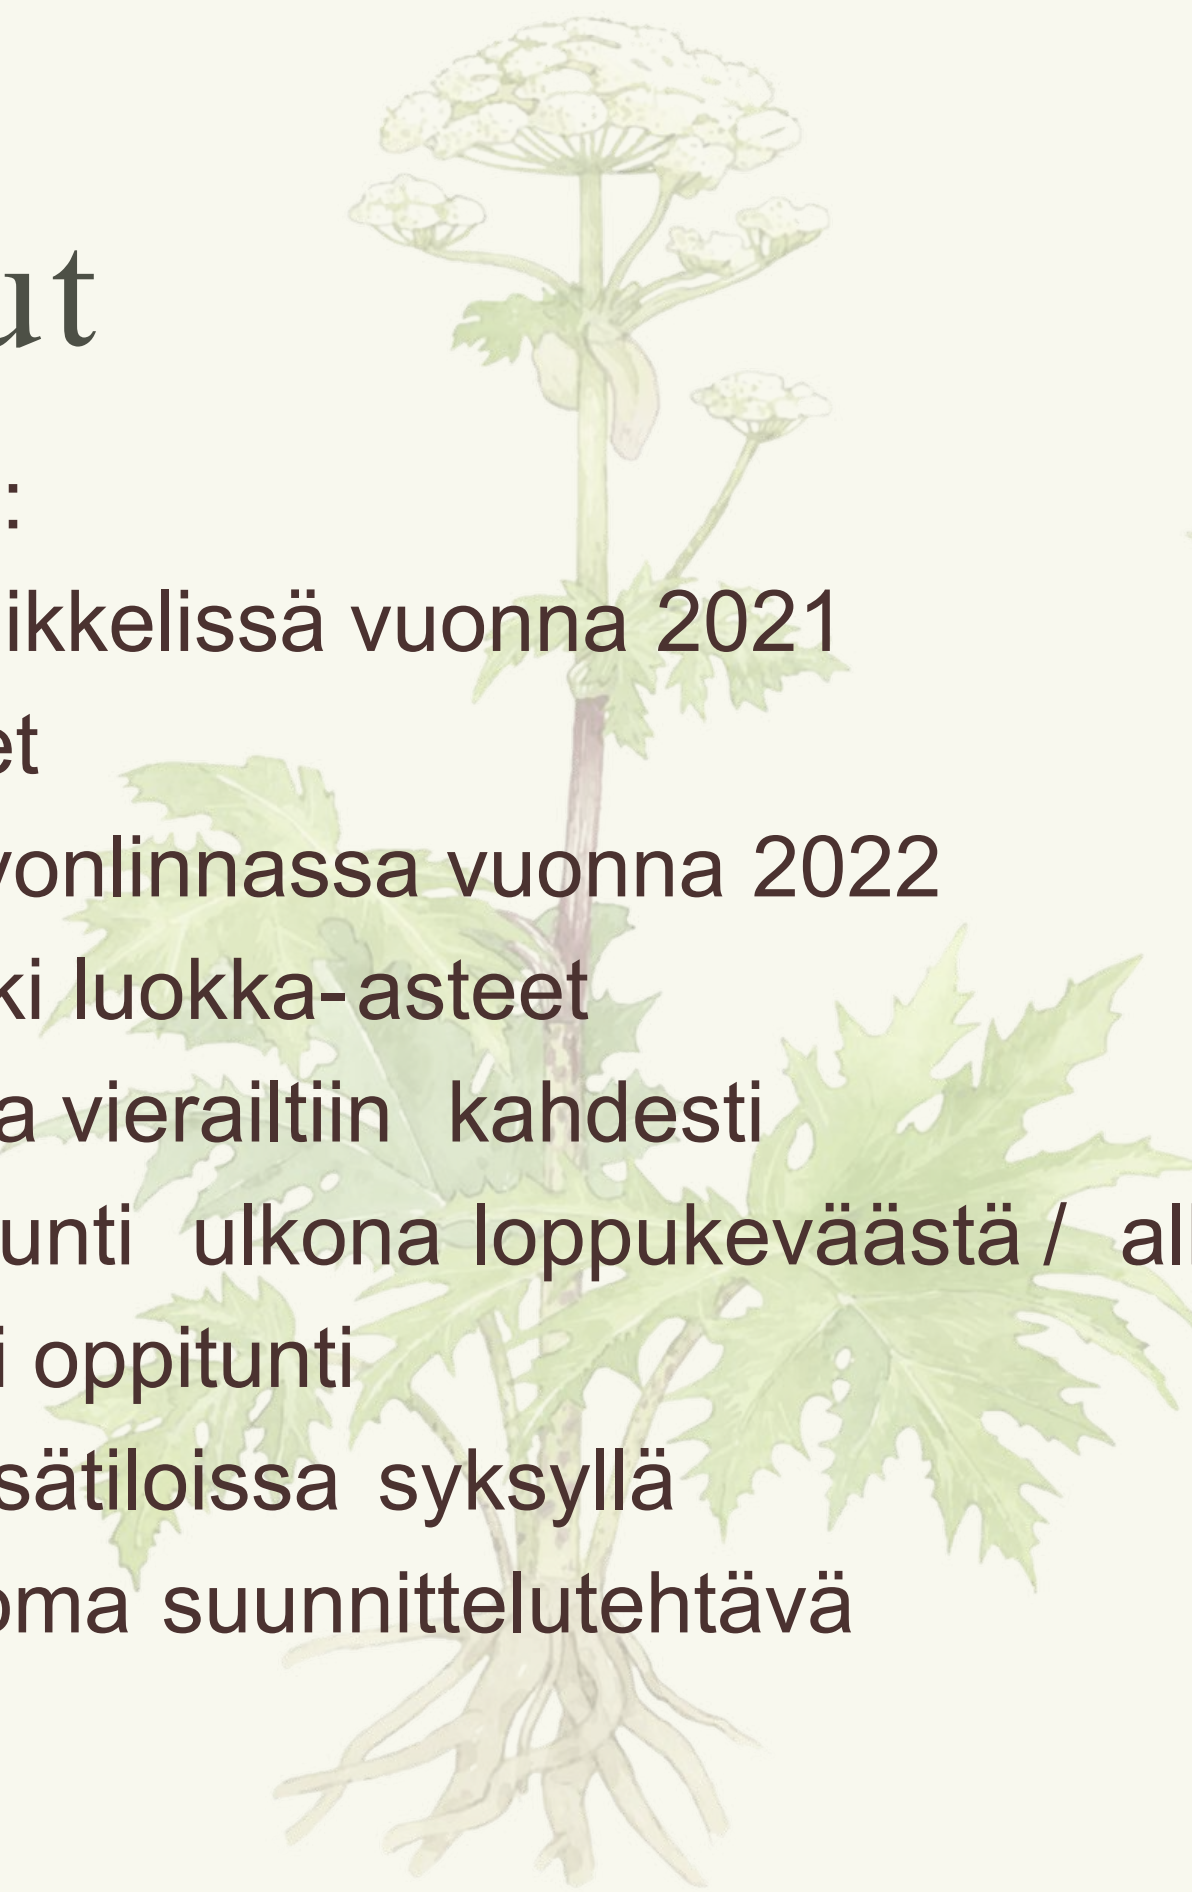 ut
:
ikkelissä vuonna 2021
et
vonlinnassa vuonna 2022
ki luokka-asteet
a vierailtiin kahdesti
unti ulkona loppukeväästä / all
i oppitunti
sätiloissa syksyllä
oma suunnittelutehtävä